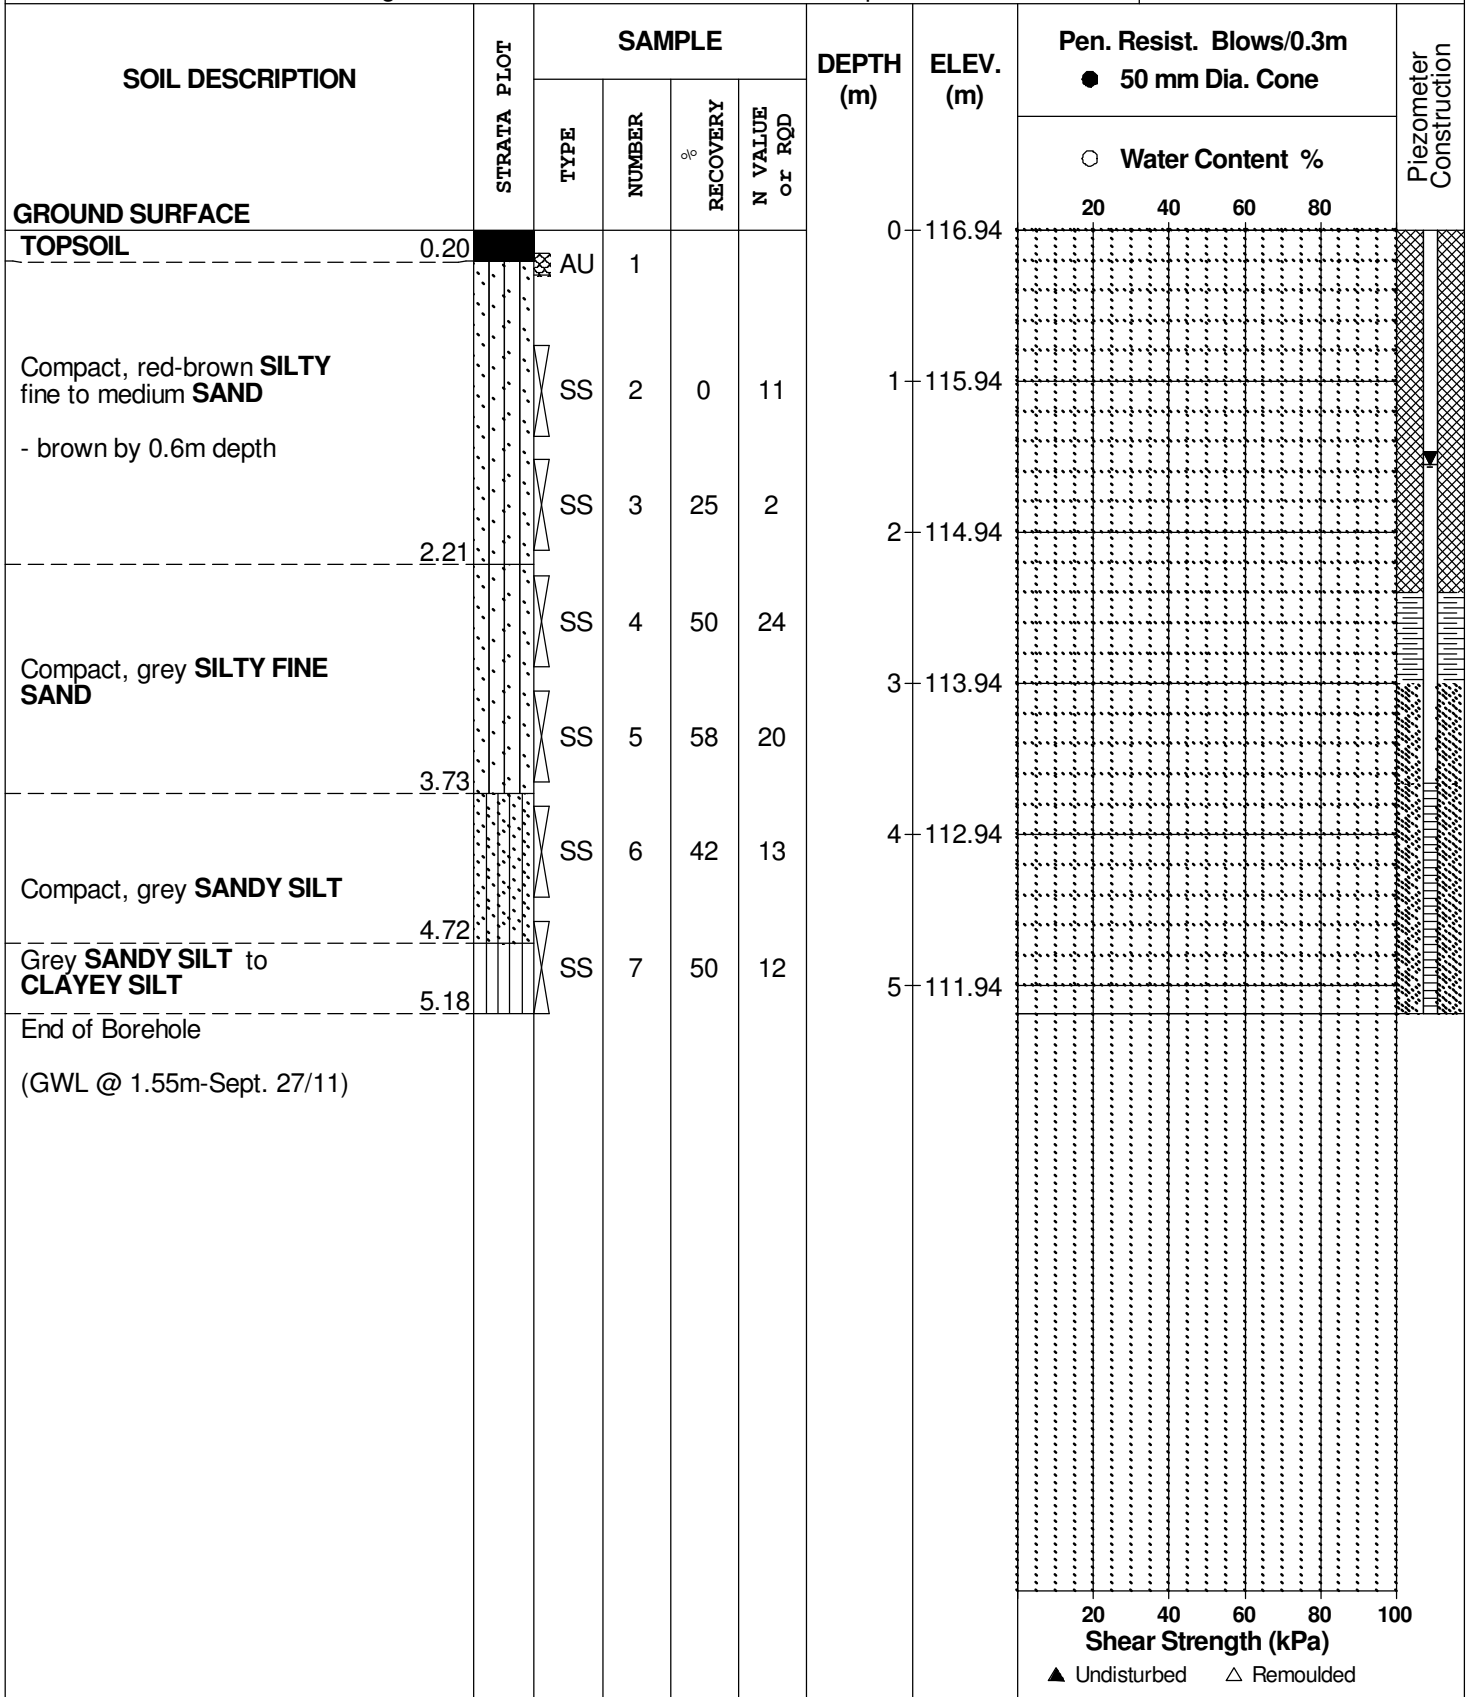 SOIL DESCRIPTION
STRATA PLOT
SAMPLE
TYPE
NUMBER
% RECOVERY
N VALUE or RQD
DEPTH (m)
ELEV. (m)
Pen. Resist. Blows/0.3m
● 50 mm Dia. Cone
○ Water Content %
Piezometer Construction
20 40 60 80
GROUND SURFACE
0 116.94
TOPSOIL 0.20
AU 1
Compact, red-brown SILTY
fine to medium SAND
SS 2 0 11
1 115.94
- brown by 0.6m depth
SS 3 25 2
2 114.94
2.21
SS 4 50 24
Compact, grey SILTY FINE
SAND
3 113.94
SS 5 58 20
3.73
4 112.94
SS 6 42 13
Compact, grey SANDY SILT
4.72
Grey SANDY SILT to
CLAYEY SILT
SS 7 50 12
5 111.94
5.18
End of Borehole
(GWL @ 1.55m-Sept. 27/11)
20 40 60 80 100
Shear Strength (kPa)
▲ Undisturbed △ Remoulded